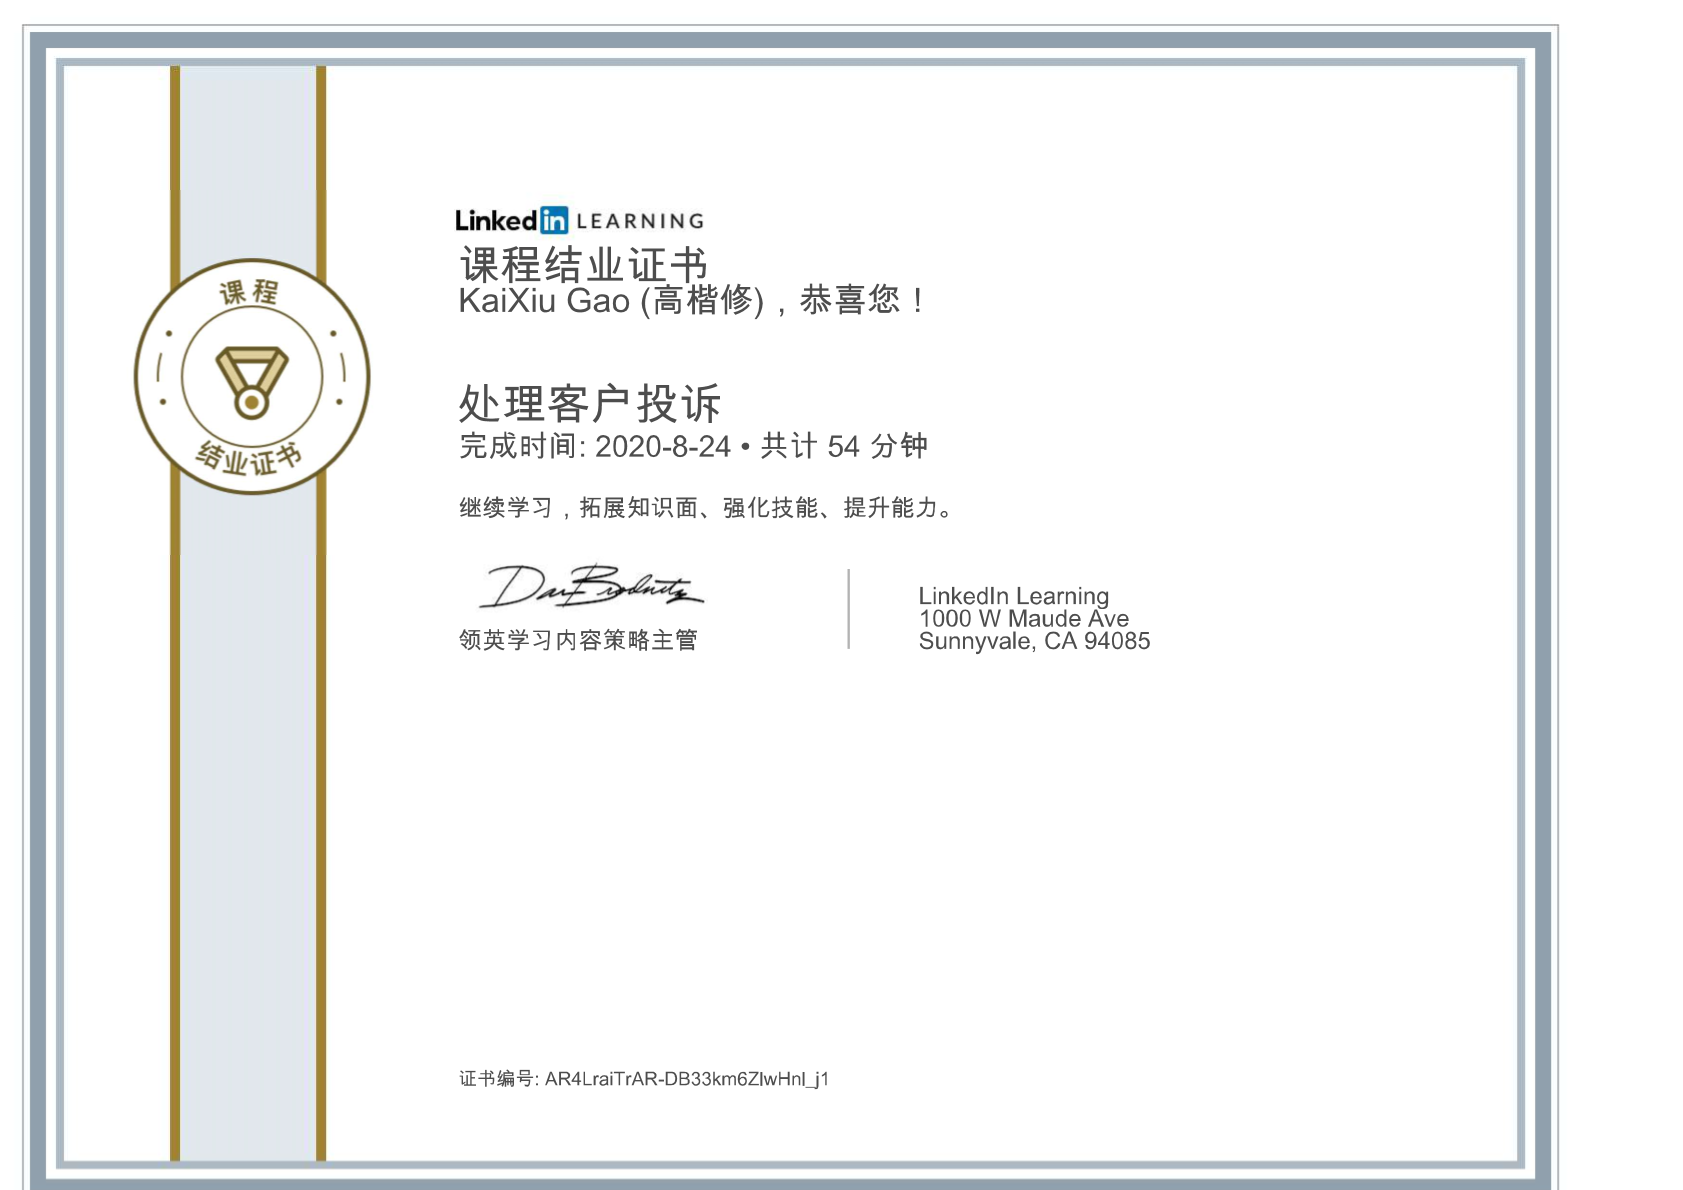 LinkedIn LEARNING
课程结业证书
KaiXiu Gao (高楷修)，恭喜您！
课程
结业证书
处理客户投诉
完成时间: 2020-8-24 • 共计 54 分钟
继续学习，拓展知识面、强化技能、提升能力。
领英学习内容策略主管
LinkedIn Learning
1000 W Maude Ave
Sunnyvale, CA 94085
证书编号: AR4LraiTrAR-DB33km6ZlwHnl_j1